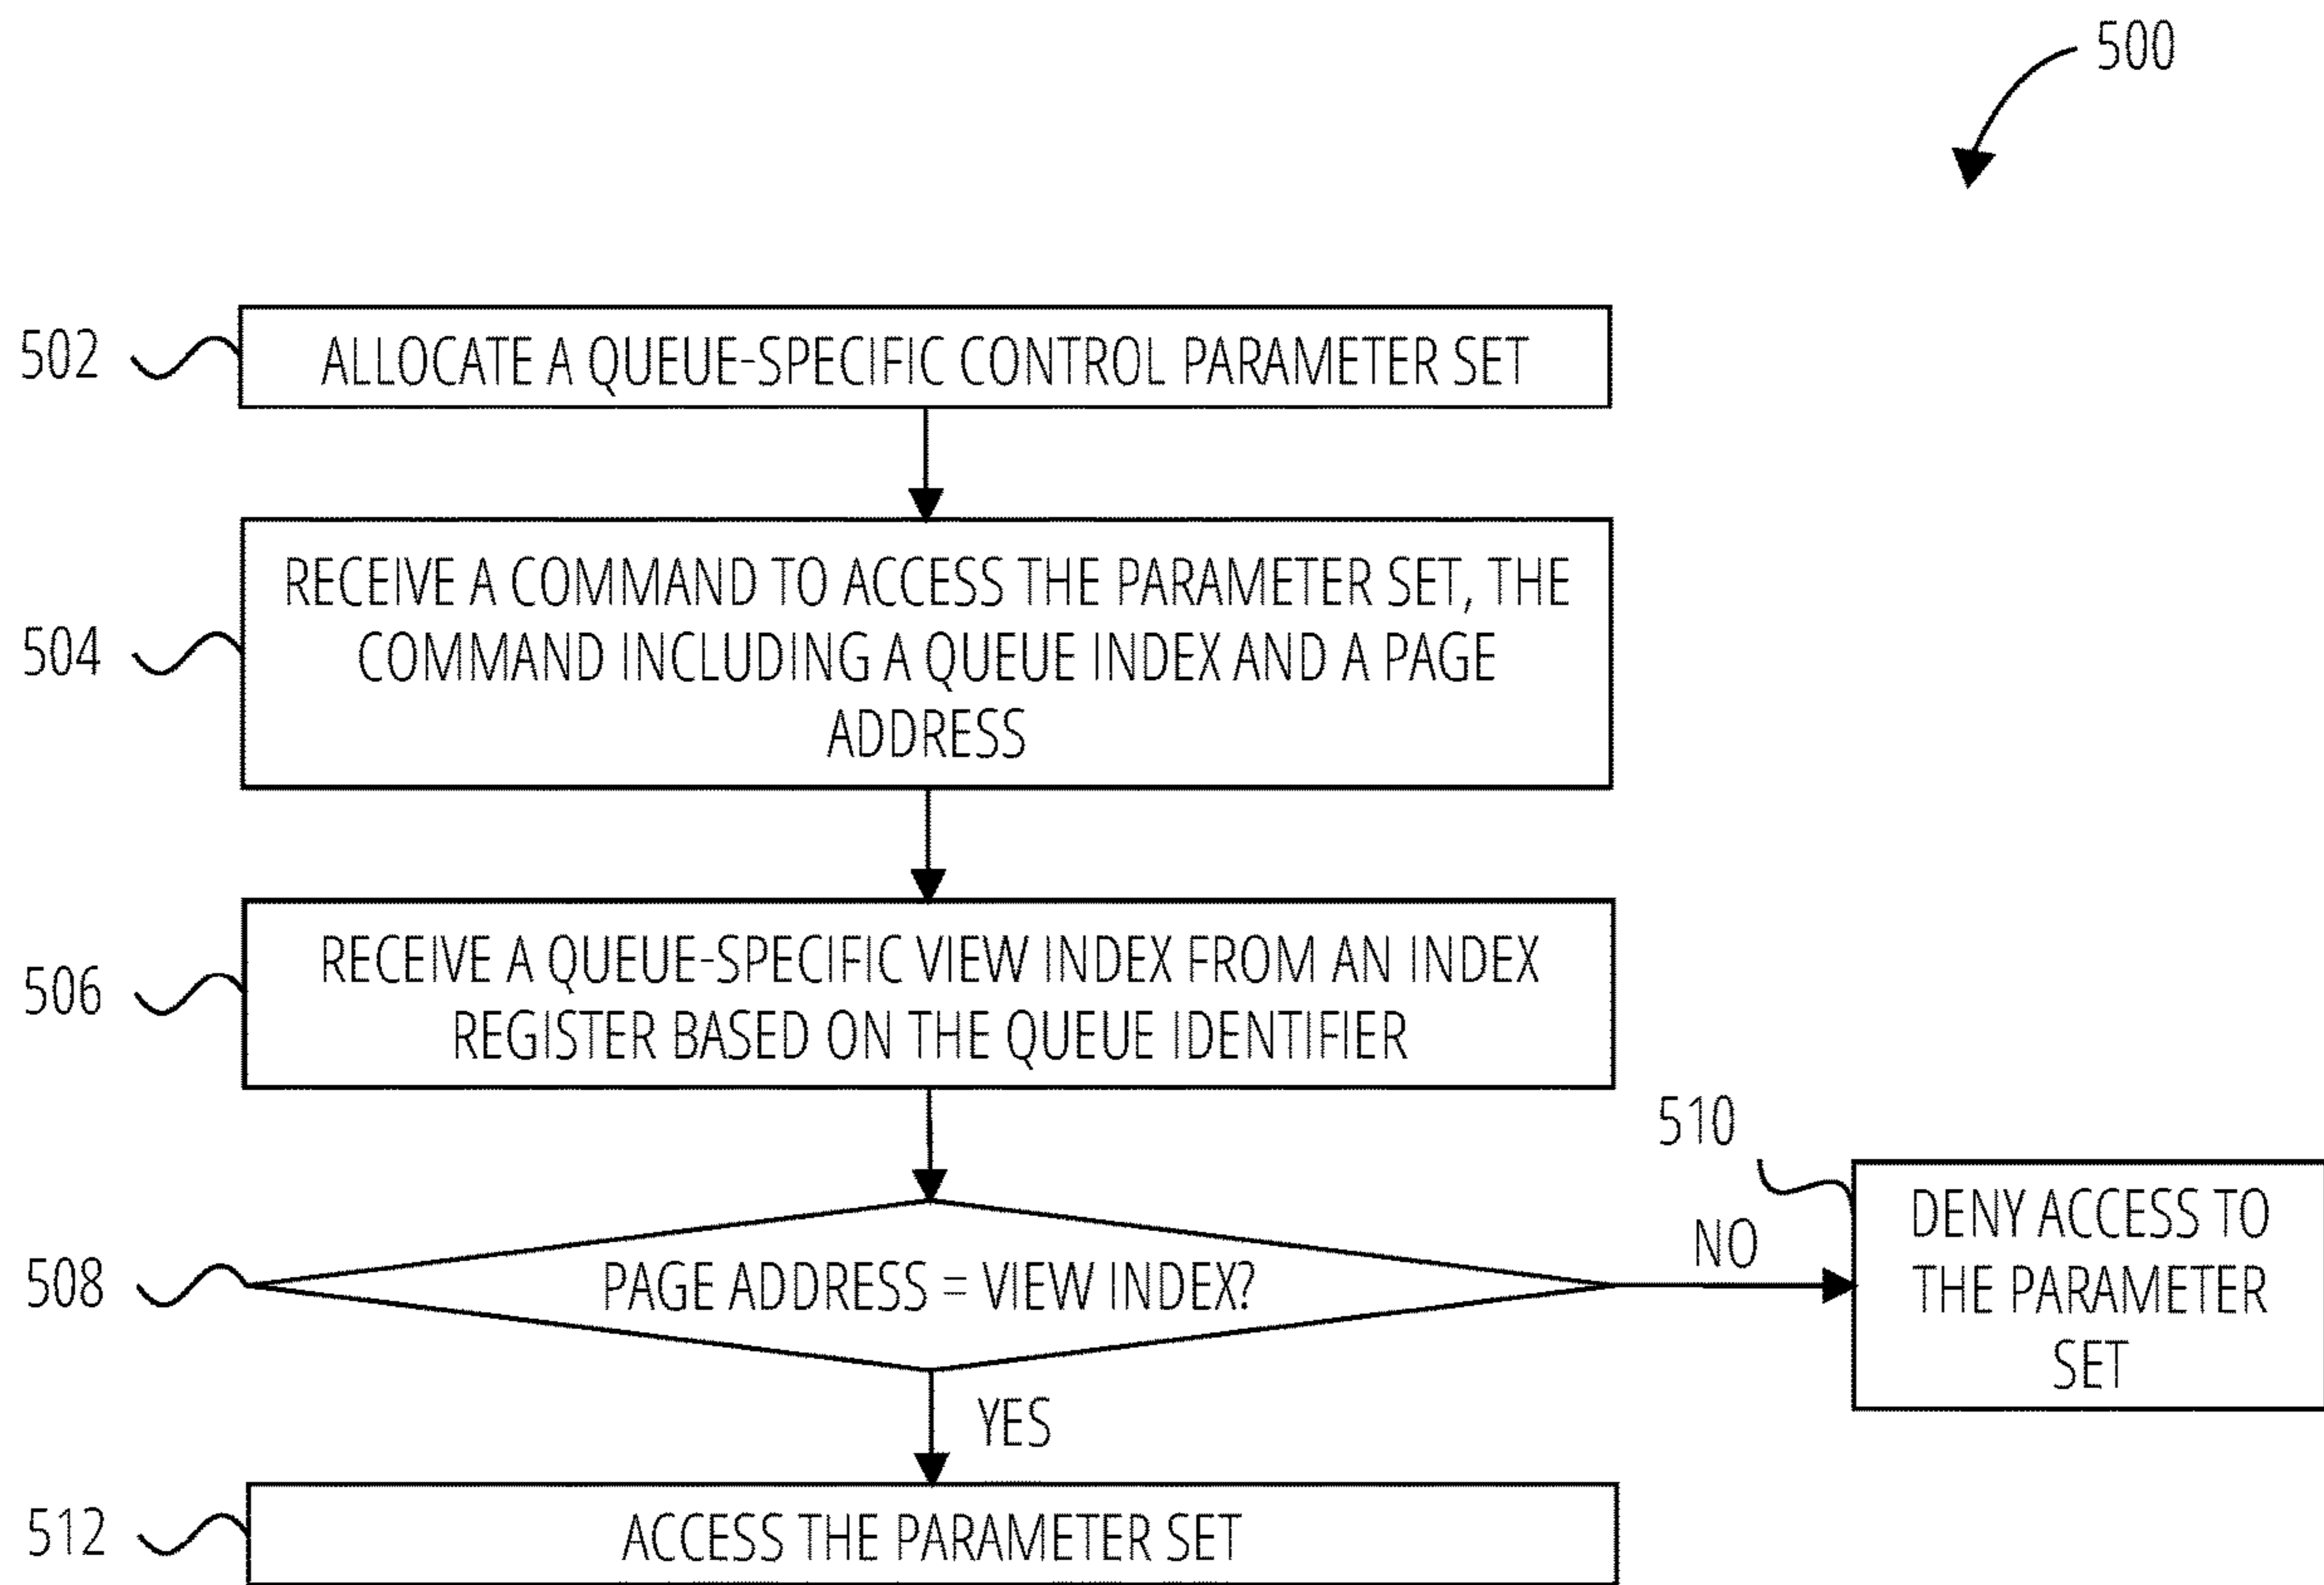 500
502
ALLOCATE A QUEUE-SPECIFIC CONTROL PARAMETER SET
504
RECEIVE A COMMAND TO ACCESS THE PARAMETER SET, THE
COMMAND INCLUDING A QUEUE INDEX AND A PAGE
ADDRESS
506
RECEIVE A QUEUE-SPECIFIC VIEW INDEX FROM AN INDEX
REGISTER BASED ON THE QUEUE IDENTIFIER
508
PAGE ADDRESS = VIEW INDEX?
NO
510
DENY ACCESS TO
THE PARAMETER
SET
YES
512
ACCESS THE PARAMETER SET